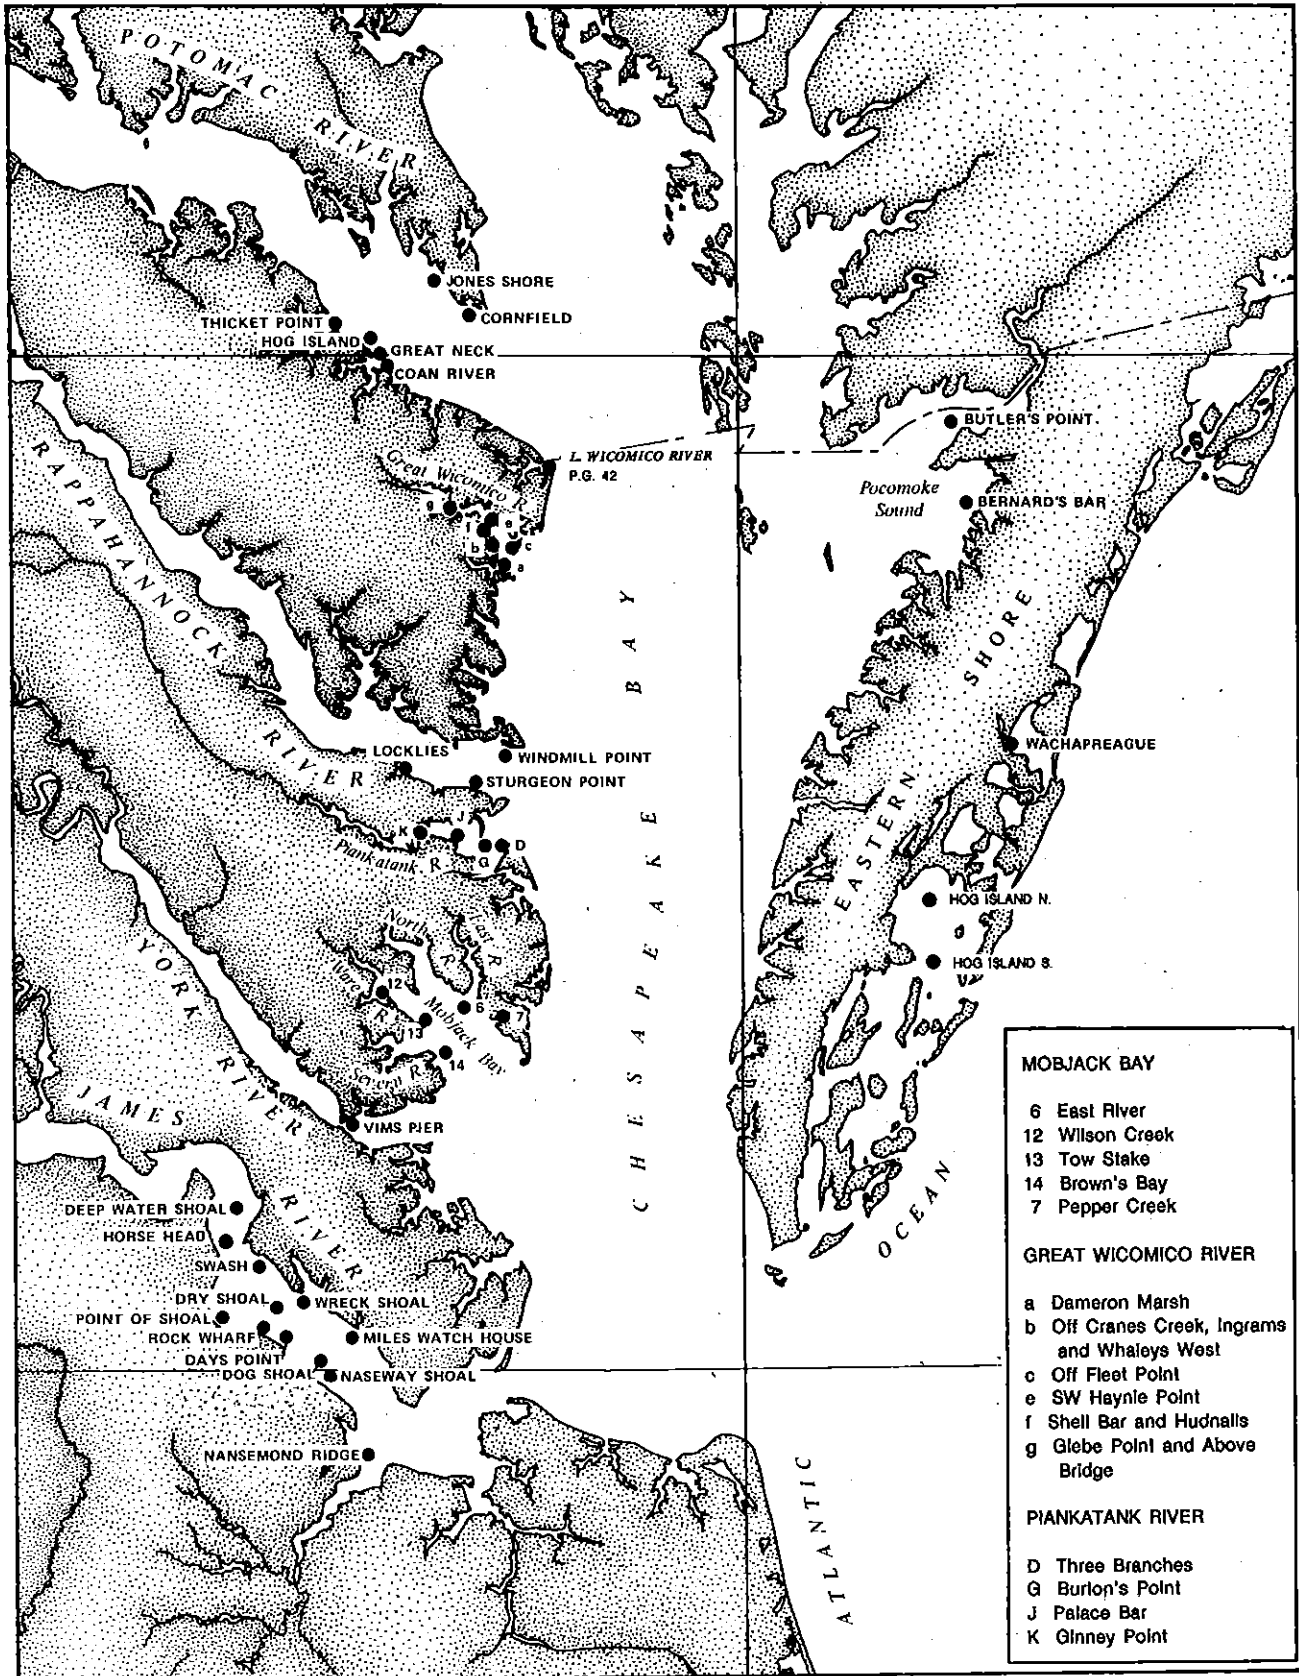 POTOMAC
RIVER
JONES SHORE
CORNFIELD
THICKET POINT
HOG ISLAND
GREAT NECK
COAN RIVER
BUTLER'S POINT
L. WICOMICO RIVER
P.G. 42
Great Wicomico R.
g
e
f
b
c
a
Pocomoke
Sound
BERNARD'S BAR
RAPPAHANNOCK
RIVER
CHESAPEAKE BAY
EASTERN SHORE
LOCKLIES
WINDMILL POINT
STURGEON POINT
WACHAPREAGUE
K
J
G
D
Piankatank R.
HOG ISLAND N.
HOG ISLAND S.
North R.
East R.
Ware R.
Mobjack Bay
Severn R.
12
13
6
7
14
YORK
RIVER
VIMS PIER
JAMES
RIVER
DEEP WATER SHOAL
HORSE HEAD
SWASH
DRY SHOAL
WRECK SHOAL
POINT OF SHOAL
ROCK WHARF
MILES WATCH HOUSE
DAYS POINT
DOG SHOAL
NASEWAY SHOAL
NANSEMOND RIDGE
ATLANTIC
OCEAN
MOBJACK BAY
6 East River
12 Wilson Creek
13 Tow Stake
14 Brown's Bay
7 Pepper Creek
GREAT WICOMICO RIVER
a Dameron Marsh
b Off Cranes Creek, Ingrams
and Whaleys West
c Off Fleet Point
e SW Haynie Point
f Shell Bar and Hudnalls
g Glebe Point and Above
Bridge
PIANKATANK RIVER
D Three Branches
G Burton's Point
J Palace Bar
K Ginney Point